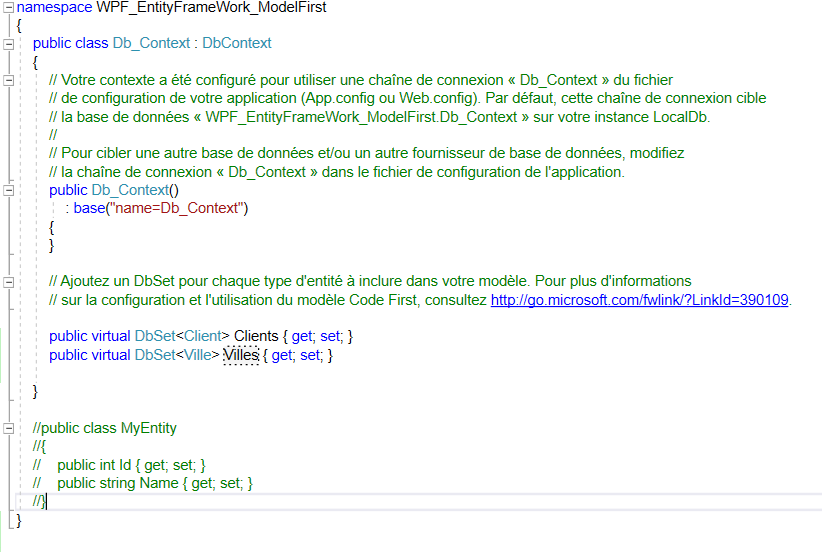 namespace WPF_EntityFrameWork_ModelFirst
{
public class Db_Context : DbContext
{
// Votre contexte a été configuré pour utiliser une chaîne de connexion « Db_Context » du fichier
// de configuration de votre application (App.config ou Web.config). Par défaut, cette chaîne de connexion cible
// la base de données « WPF_EntityFrameWork_ModelFirst.Db_Context » sur votre instance LocalDb.
//
// Pour cibler une autre base de données et/ou un autre fournisseur de base de données, modifiez
// la chaîne de connexion « Db_Context » dans le fichier de configuration de l'application.
public Db_Context()
: base("name=Db_Context")
{
}
// Ajoutez un DbSet pour chaque type d'entité à inclure dans votre modèle. Pour plus d'informations
// sur la configuration et l'utilisation du modèle Code First, consultez http://go.microsoft.com/fwlink/?LinkId=390109.
public virtual DbSet<Client> Clients { get; set; }
public virtual DbSet<Ville> Villes { get; set; }
}
//public class MyEntity
//{
// public int Id { get; set; }
// public string Name { get; set; }
//}
}